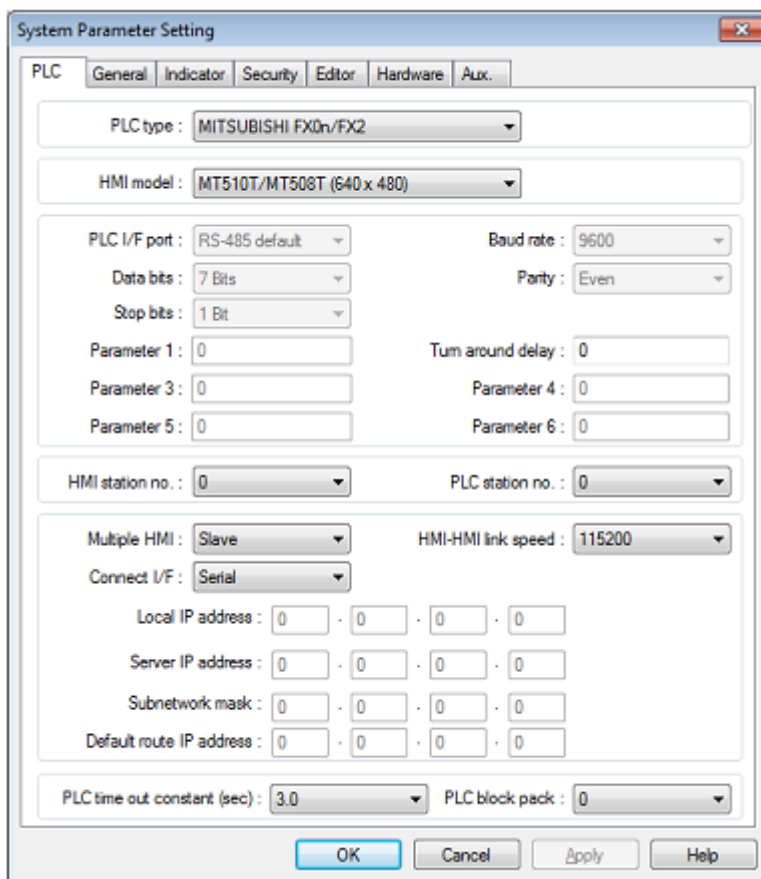 System Parameter Setting
PLC General Indicator Security Editor Hardware Aux.
PLC type : MITSUBISHI FX0n/FX2
HMI model : MT510T/MT508T (640 x 480)
PLC I/F port : RS-485 default Baud rate : 9600
Data bits : 7 Bits Parity : Even
Stop bits : 1 Bit
Parameter 1 : 0 Turn around delay : 0
Parameter 3 : 0 Parameter 4 : 0
Parameter 5 : 0 Parameter 6 : 0
HMI station no. : 0 PLC station no. : 0
Multiple HMI : Slave HMI-HMI link speed : 115200
Connect I/F : Serial
Local IP address : 0 . 0 . 0 . 0
Server IP address : 0 . 0 . 0 . 0
Subnetwork mask : 0 . 0 . 0 . 0
Default route IP address : 0 . 0 . 0 . 0
PLC time out constant (sec) : 3.0 PLC block pack : 0
OK Cancel Apply Help